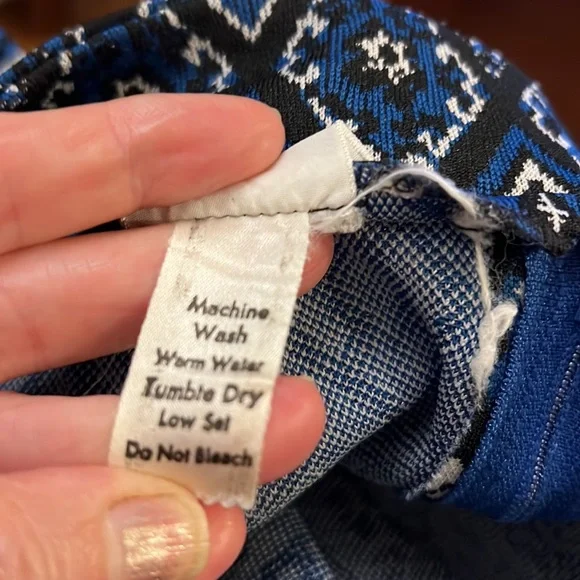 Machine
Wash
Warm Water
Tumble Dry
Low Set
Do Not Bleach